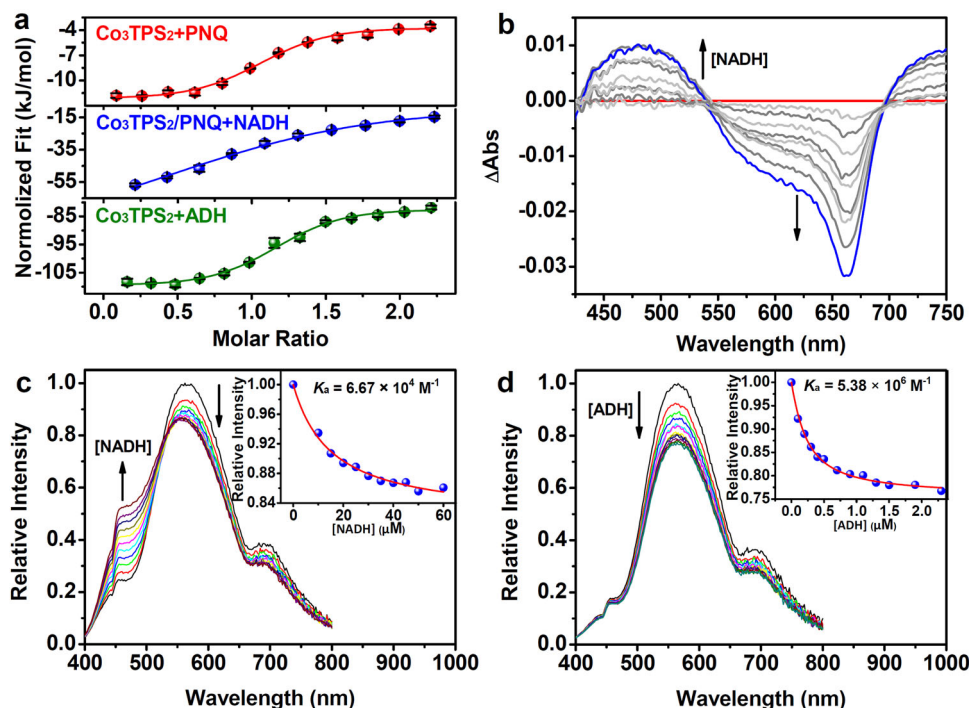 a
Normolized Fit (kJ/mol)
Co₃TPS₂+PNQ
-4
-10
Co₃TPS₂/PNQ+NADH
-15
-35
-55
Co₃TPS₂+ADH
-85
-95
-105
0.0 0.5 1.0 1.5 2.0
Molar Ratio
b
ΔAbs
0.01
0.00
-0.01
-0.02
-0.03
[NADH]
450 500 550 600 650 700 750
Wavelength (nm)
c
Relative Intensity
1.0
0.8
0.6
0.4
0.2
0.0
[NADH]
400 500 600 700 800 900 1000
Wavelength (nm)
Relative Intensity
1.00
0.96
0.92
0.88
0.84
Kₐ = 6.67 × 10⁴ M⁻¹
0 20 40 60
[NADH] (μM)
d
Relative Intensity
1.0
0.8
0.6
0.4
0.2
0.0
[ADH]
400 500 600 700 800 900 1000
Wavelength (nm)
Relative Intensity
1.00
0.95
0.90
0.85
0.80
0.75
Kₐ = 5.38 × 10⁶ M⁻¹
0.0 0.5 1.0 1.5 2.0
[ADH] (μM)